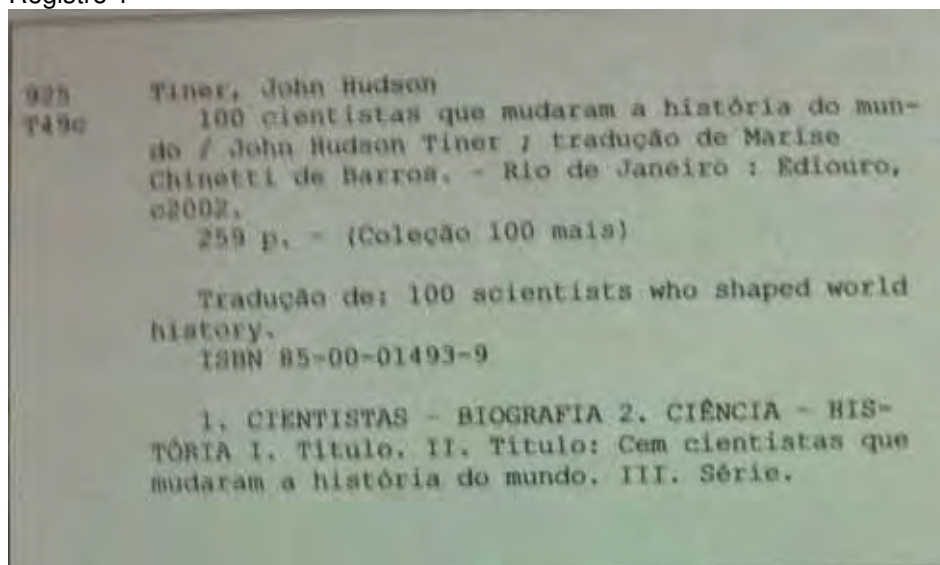 Registro 1
925 Tiner, John Hudson
T49c 100 cientistas que mudaram a história do mun-
do / John Hudson Tiner ; tradução de Marise
Chinetti de Barros. - Rio de Janeiro : Ediouro,
c2002.
259 p. - (Coleção 100 mais)
Tradução de: 100 scientists who shaped world
history.
ISBN 85-00-01493-9
1. CIENTISTAS - BIOGRAFIA 2. CIÊNCIA - HIS-
TÓRIA I. Título. II. Título: Cem cientistas que
mudaram a história do mundo. III. Série.